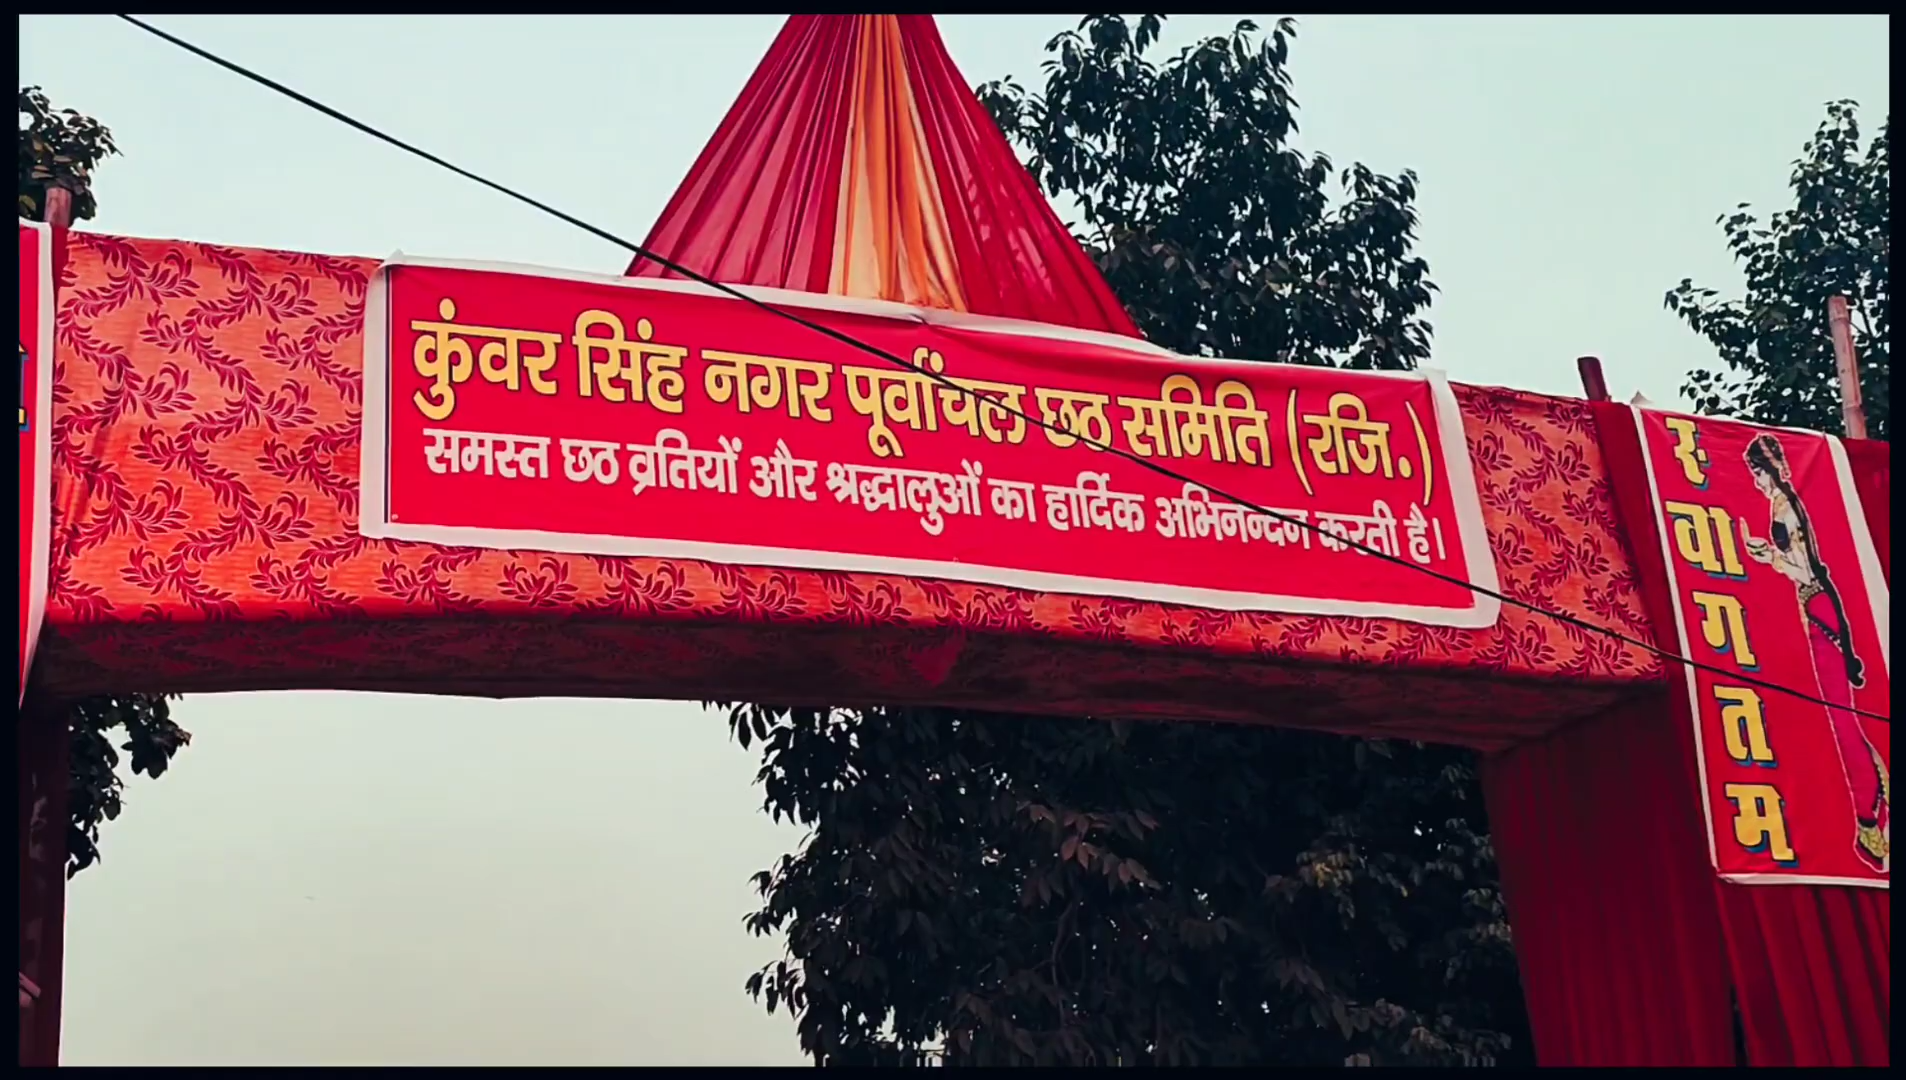 कुंवर सिंह नगर पूर्वांचल छठ समिति (रजि.)
समस्त छठ व्रतियों और श्रद्धालुओं का हार्दिक अभिनन्दन करती है।
स्वागतम